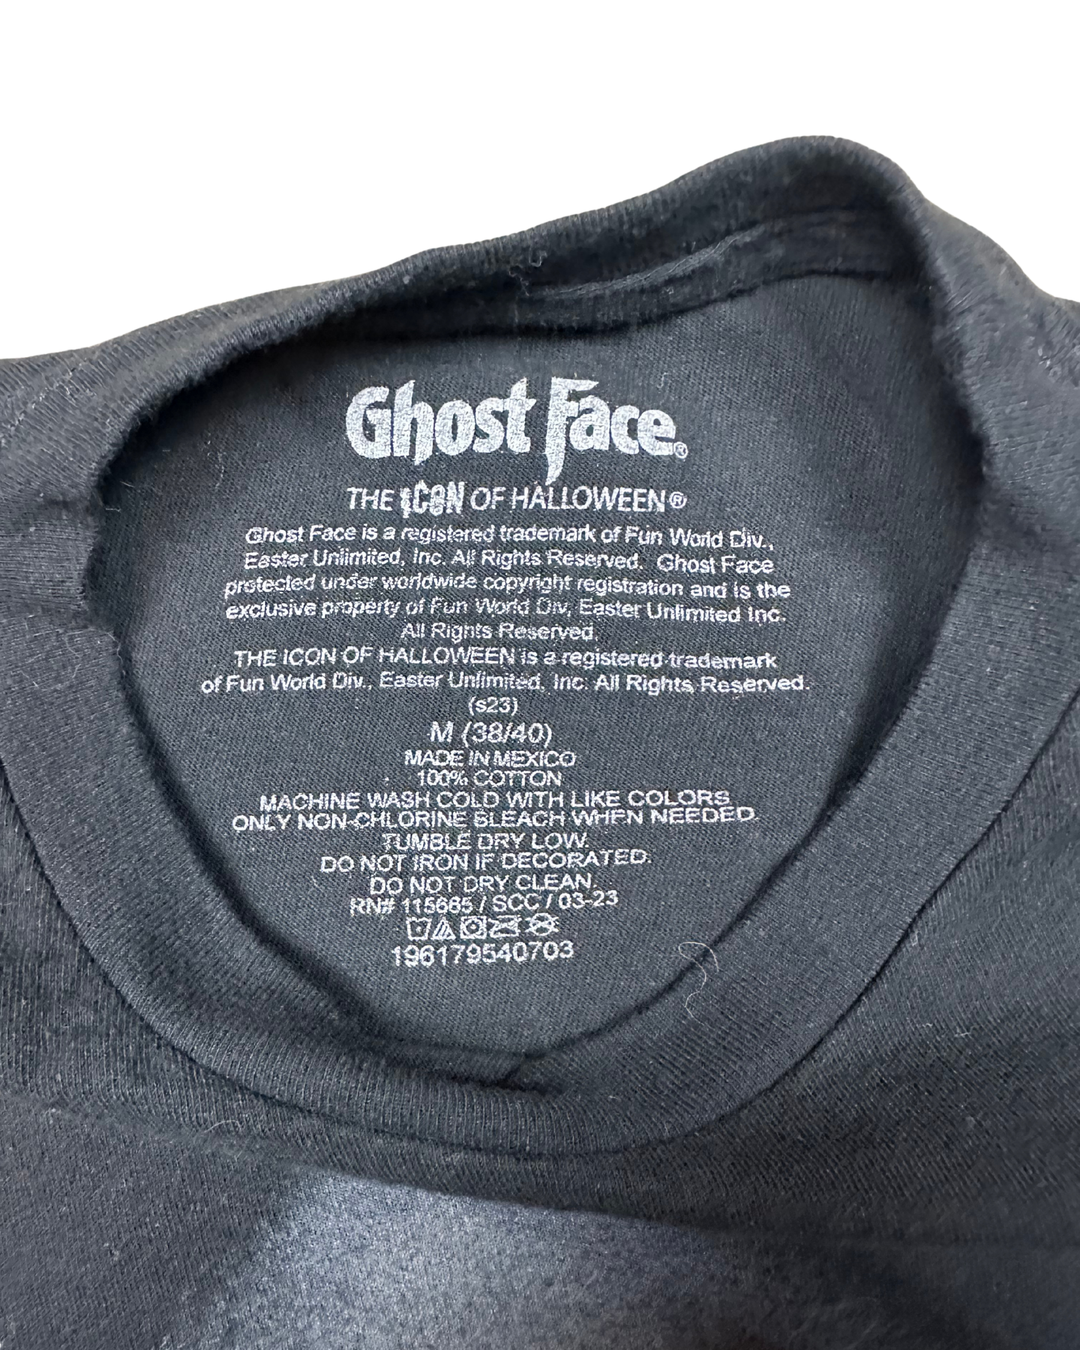 Ghost Face®
THE ICON OF HALLOWEEN®
Ghost Face is a registered trademark of Fun World Div.,
Easter Unlimited, Inc. All Rights Reserved. Ghost Face
protected under worldwide copyright registration and is the
exclusive property of Fun World Div, Easter Unlimited Inc.
All Rights Reserved.
THE ICON OF HALLOWEEN is a registered trademark
of Fun World Div., Easter Unlimited, Inc. All Rights Reserved.
(s23)
M (38/40)
MADE IN MEXICO
100% COTTON
MACHINE WASH COLD WITH LIKE COLORS
ONLY NON-CHLORINE BLEACH WHEN NEEDED.
TUMBLE DRY LOW.
DO NOT IRON IF DECORATED.
DO NOT DRY CLEAN.
RN# 115685 / SCC / 03-23
196179540703